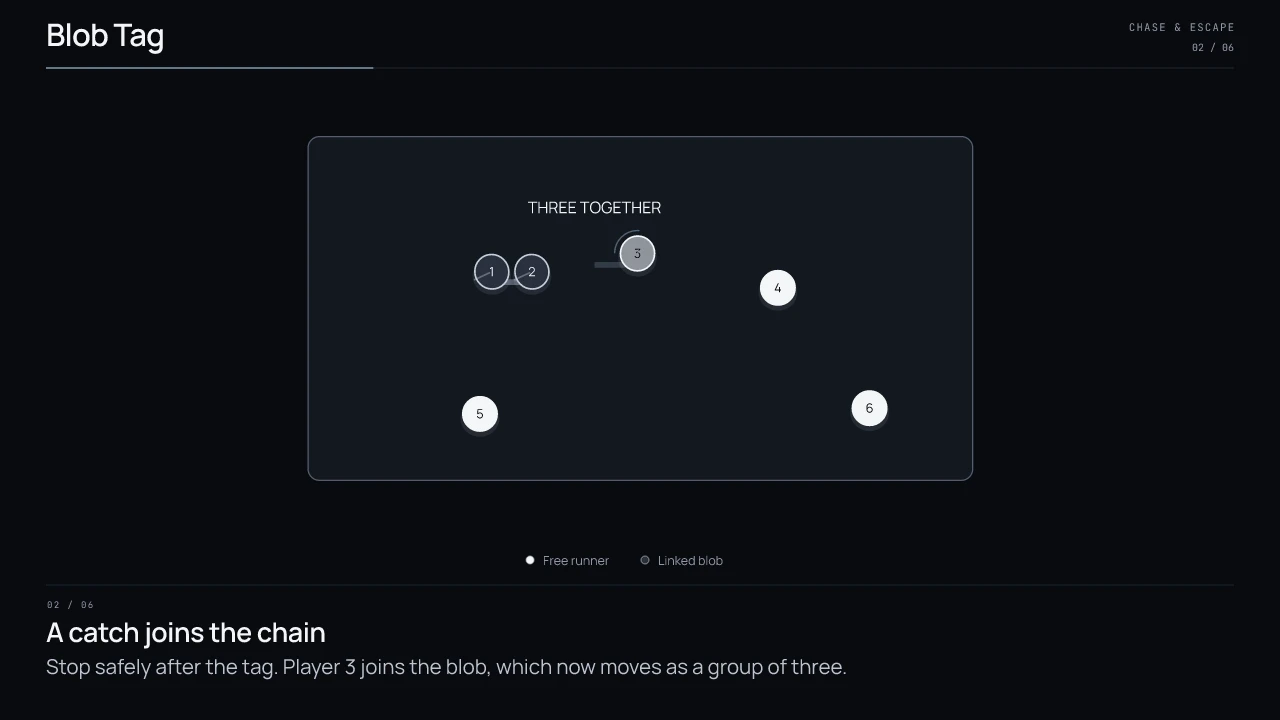 Blob Tag
CHASE & ESCAPE
02 / 06
THREE TOGETHER
1
2
3
4
5
6
Free runner
Linked blob
02 / 06
A catch joins the chain
Stop safely after the tag. Player 3 joins the blob, which now moves as a group of three.